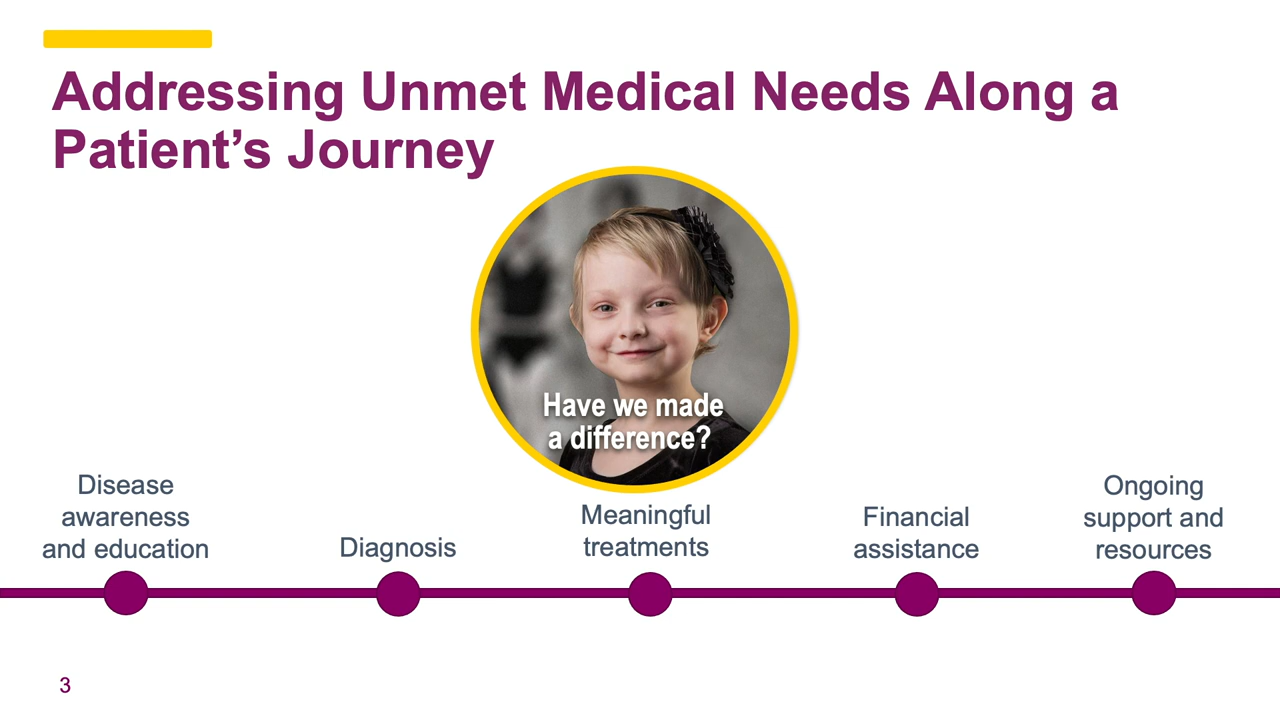 Addressing Unmet Medical Needs Along a
Patient’s Journey
Have we made
a difference?
Disease
awareness
and education
Diagnosis
Meaningful
treatments
Financial
assistance
Ongoing
support and
resources
3